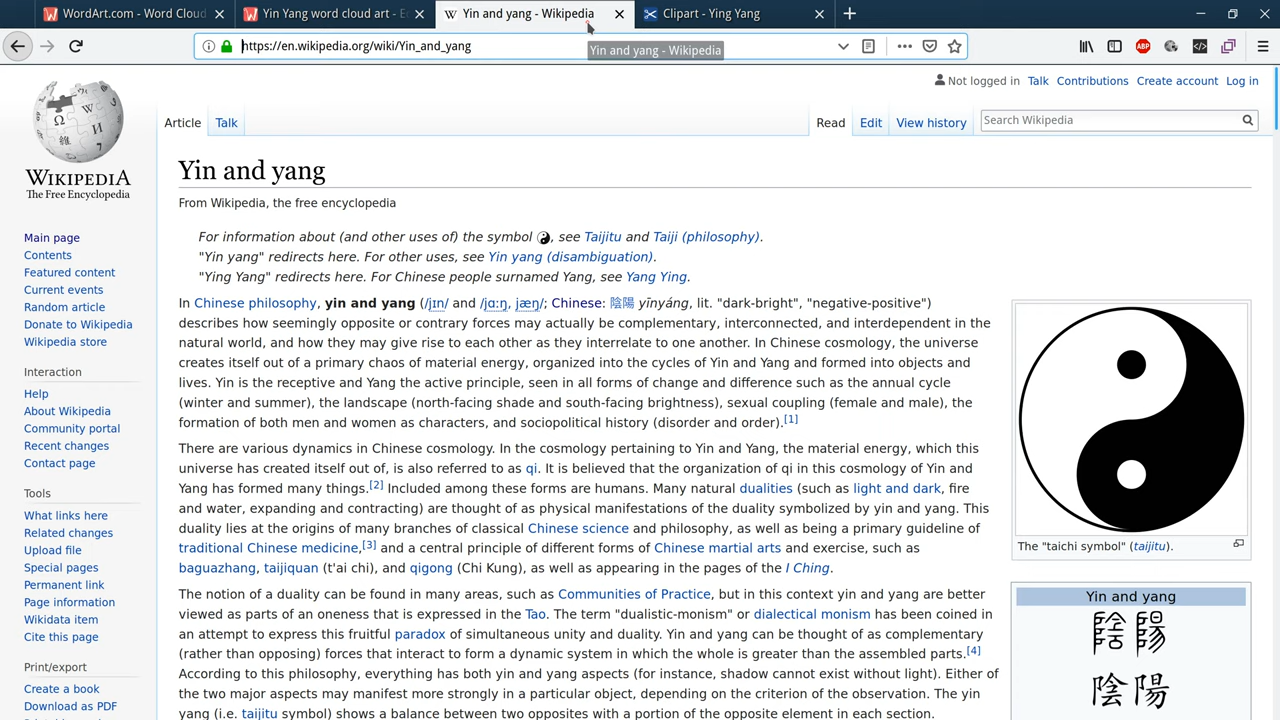 WordArt.com - Word Cloud
Yin Yang word cloud art - Ed
Yin and yang - Wikipedia
Clipart - Ying Yang
https://en.wikipedia.org/wiki/Yin_and_yang
Yin and yang - Wikipedia
ABP
Not logged in Talk Contributions Create account Log in
Article Talk
Read Edit View history
Search Wikipedia
WIKIPEDIA
The Free Encyclopedia
Main page
Contents
Featured content
Current events
Random article
Donate to Wikipedia
Wikipedia store
Interaction
Help
About Wikipedia
Community portal
Recent changes
Contact page
Tools
What links here
Related changes
Upload file
Special pages
Permanent link
Page information
Wikidata item
Cite this page
Print/export
Create a book
Download as PDF
Yin and yang
From Wikipedia, the free encyclopedia
For information about (and other uses of) the symbol ☯, see Taijitu and Taiji (philosophy).
"Yin yang" redirects here. For other uses, see Yin yang (disambiguation).
"Ying Yang" redirects here. For Chinese people surnamed Yang, see Yang Ying.
In Chinese philosophy, yin and yang (/jɪn/ and /jɑːŋ, jæŋ/; Chinese: 陰陽 yīnyáng, lit. "dark-bright", "negative-positive")
describes how seemingly opposite or contrary forces may actually be complementary, interconnected, and interdependent in the
natural world, and how they may give rise to each other as they interrelate to one another. In Chinese cosmology, the universe
creates itself out of a primary chaos of material energy, organized into the cycles of Yin and Yang and formed into objects and
lives. Yin is the receptive and Yang the active principle, seen in all forms of change and difference such as the annual cycle
(winter and summer), the landscape (north-facing shade and south-facing brightness), sexual coupling (female and male), the
formation of both men and women as characters, and sociopolitical history (disorder and order).[1]
There are various dynamics in Chinese cosmology. In the cosmology pertaining to Yin and Yang, the material energy, which this
universe has created itself out of, is also referred to as qi. It is believed that the organization of qi in this cosmology of Yin and
Yang has formed many things.[2] Included among these forms are humans. Many natural dualities (such as light and dark, fire
and water, expanding and contracting) are thought of as physical manifestations of the duality symbolized by yin and yang. This
duality lies at the origins of many branches of classical Chinese science and philosophy, as well as being a primary guideline of
traditional Chinese medicine,[3] and a central principle of different forms of Chinese martial arts and exercise, such as
baguazhang, taijiquan (t'ai chi), and qigong (Chi Kung), as well as appearing in the pages of the I Ching.
The notion of a duality can be found in many areas, such as Communities of Practice, but in this context yin and yang are better
viewed as parts of an oneness that is expressed in the Tao. The term "dualistic-monism" or dialectical monism has been coined in
an attempt to express this fruitful paradox of simultaneous unity and duality. Yin and yang can be thought of as complementary
(rather than opposing) forces that interact to form a dynamic system in which the whole is greater than the assembled parts.[4]
According to this philosophy, everything has both yin and yang aspects (for instance, shadow cannot exist without light). Either of
the two major aspects may manifest more strongly in a particular object, depending on the criterion of the observation. The yin
yang (i.e. taijitu symbol) shows a balance between two opposites with a portion of the opposite element in each section.
The "taichi symbol" (taijitu).
Yin and yang
陰陽
陰陽